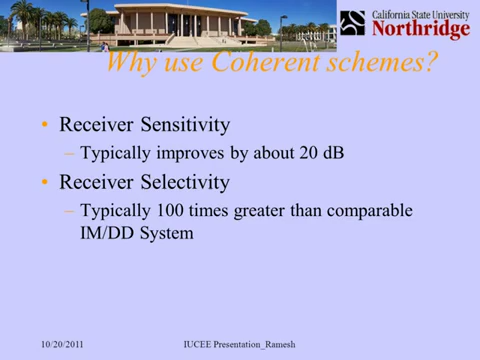 California State University
Northridge
Why use Coherent schemes?
• Receiver Sensitivity
– Typically improves by about 20 dB
• Receiver Selectivity
– Typically 100 times greater than comparable
IM/DD System
10/20/2011
IUCEE Presentation_Ramesh